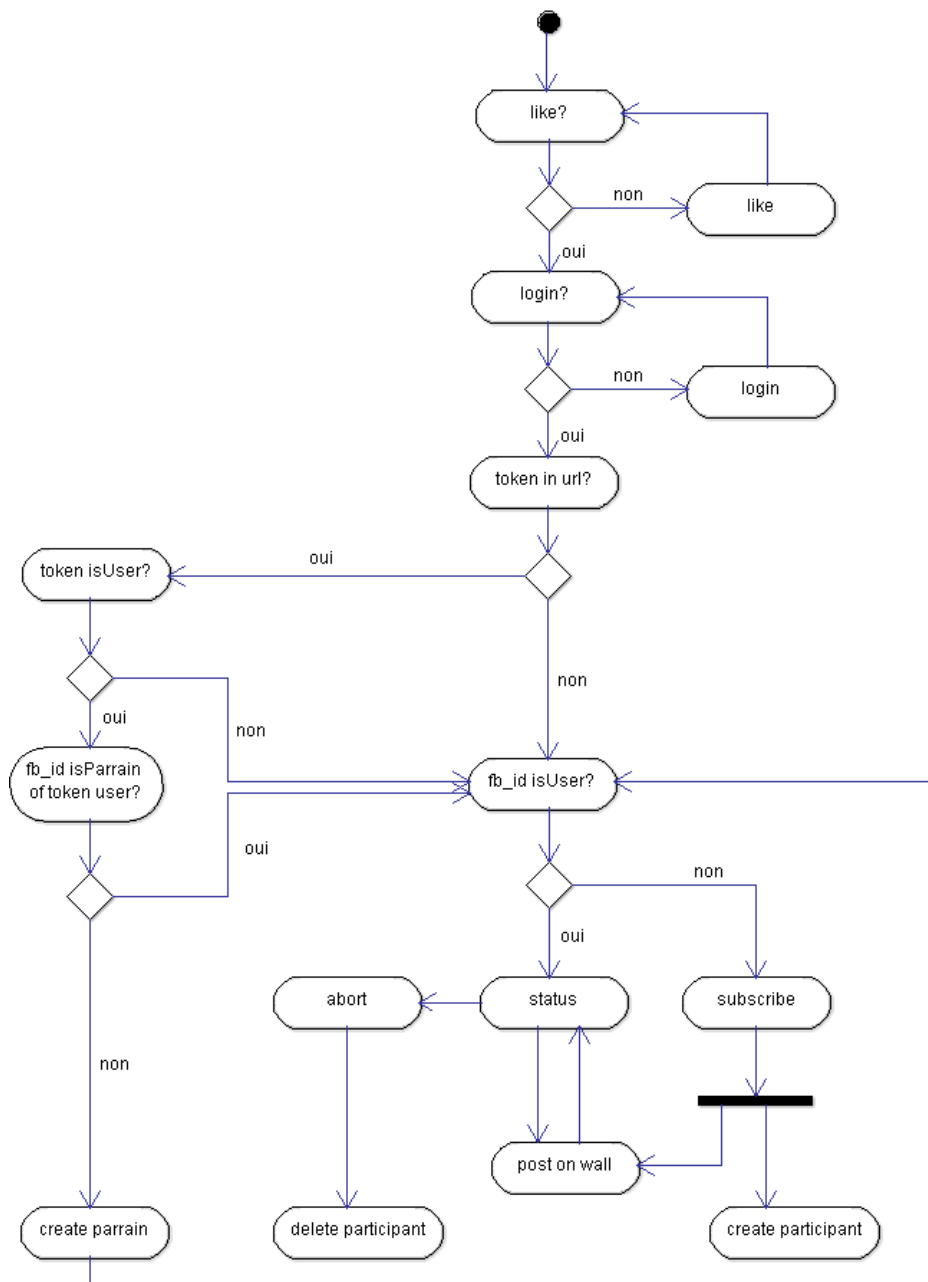 like?
non
like
oui
login?
non
login
oui
token in url?
oui
token isUser?
non
oui
non
fb_id isParrain
of token user?
fb_id isUser?
oui
non
oui
abort
status
subscribe
non
post on wall
create parrain
delete participant
create participant